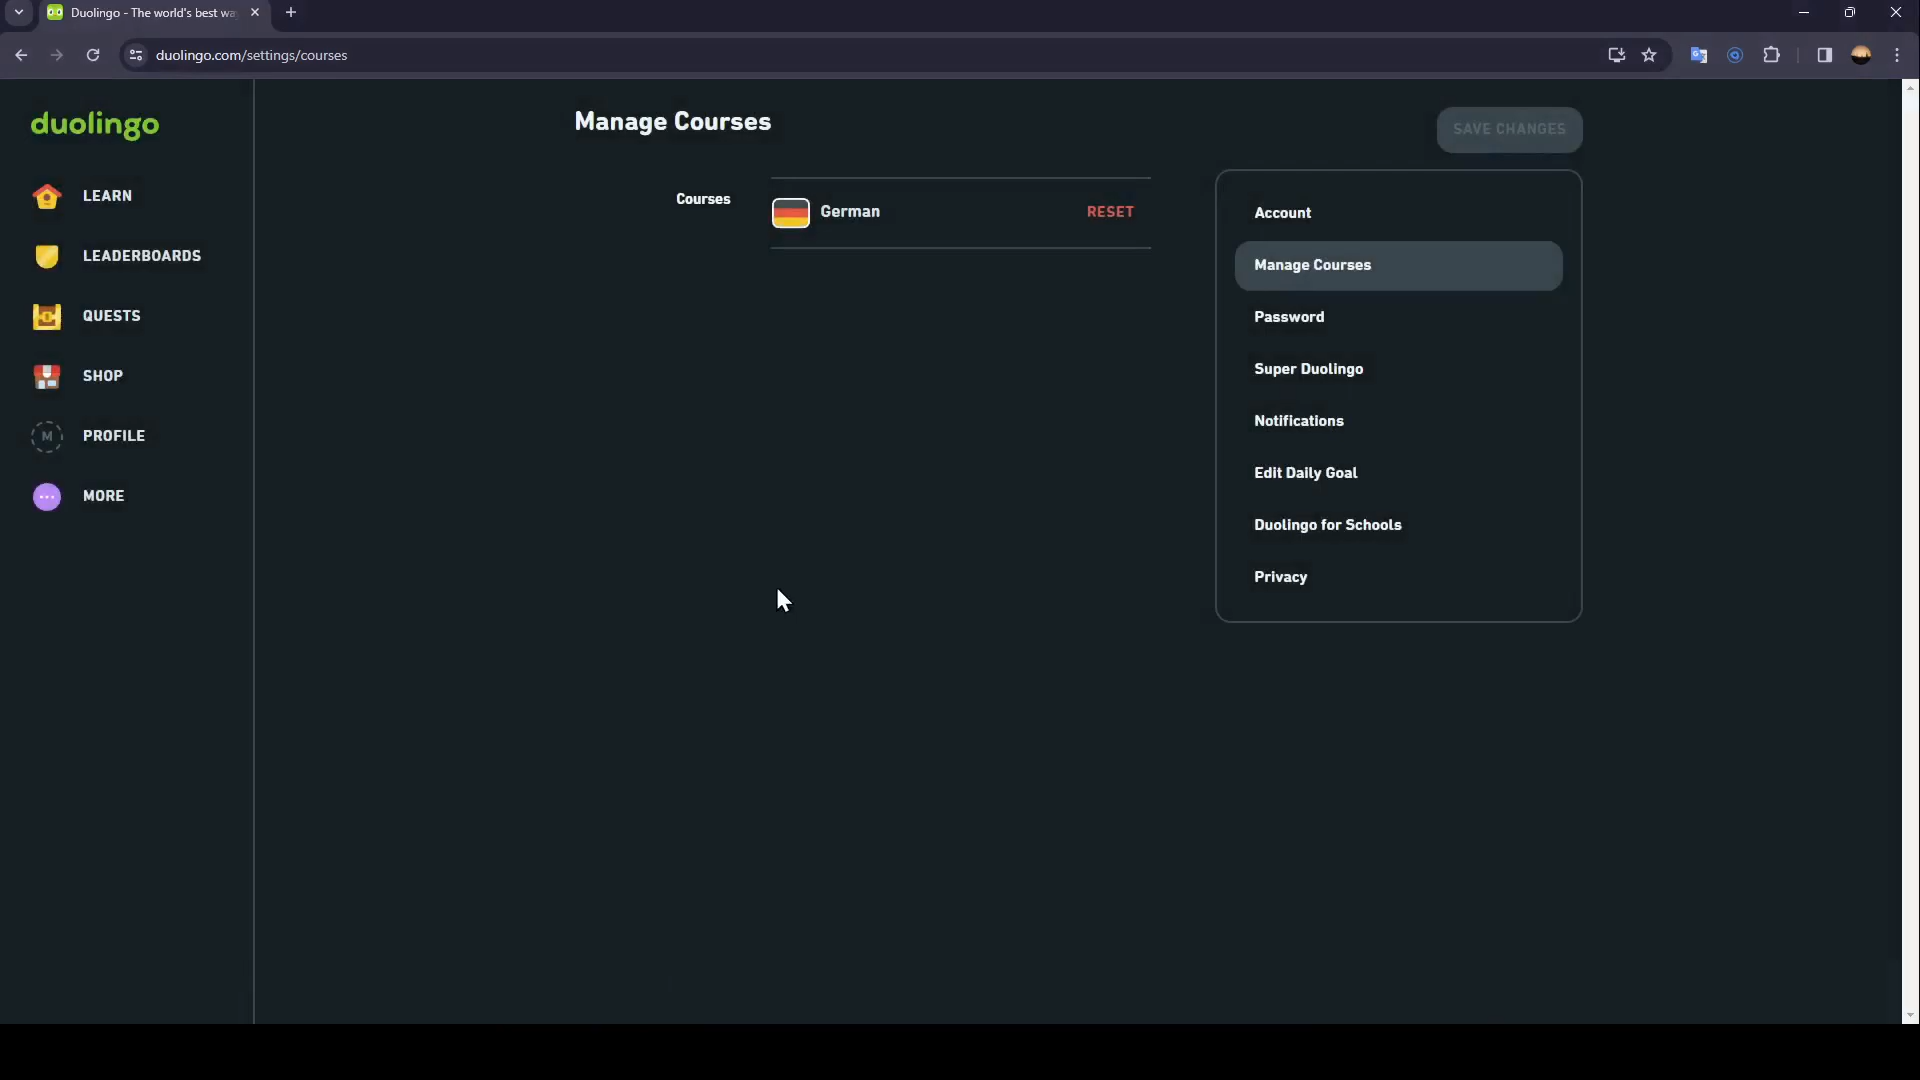 Duolingo - The world's best wa
duolingo.com/settings/courses
duolingo
LEARN
LEADERBOARDS
QUESTS
SHOP
M PROFILE
MORE
Manage Courses
SAVE CHANGES
Courses
German
RESET
Account
Manage Courses
Password
Super Duolingo
Notifications
Edit Daily Goal
Duolingo for Schools
Privacy